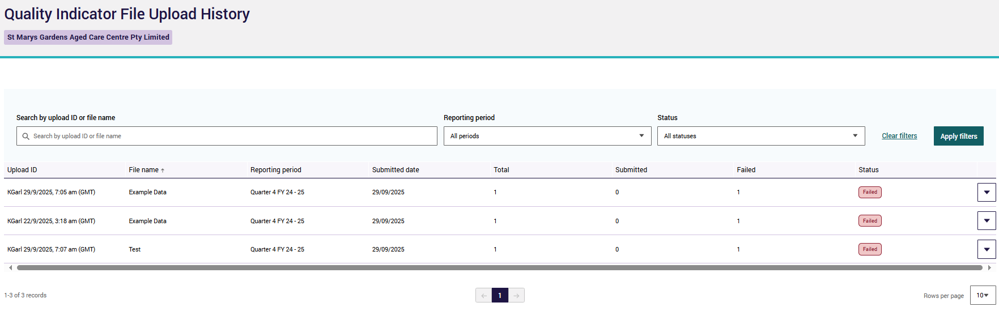 Quality Indicator File Upload History
St Marys Gardens Aged Care Centre Pty Limited
Search by upload ID or file name Reporting period Status
Search by upload ID or file name All periods All statuses Clear filters Apply filters
Upload ID File name ↑ Reporting period Submitted date Total Submitted Failed Status
KGarl 29/9/2025, 7:05 am (GMT) Example Data Quarter 4 FY 24 - 25 29/09/2025 1 0 1 Failed
KGarl 22/9/2025, 3:18 am (GMT) Example Data Quarter 4 FY 24 - 25 29/09/2025 1 0 1 Failed
KGarl 29/9/2025, 7:07 am (GMT) Test Quarter 4 FY 24 - 25 29/09/2025 1 0 1 Failed
1-3 of 3 records ← 1 → Rows per page 10